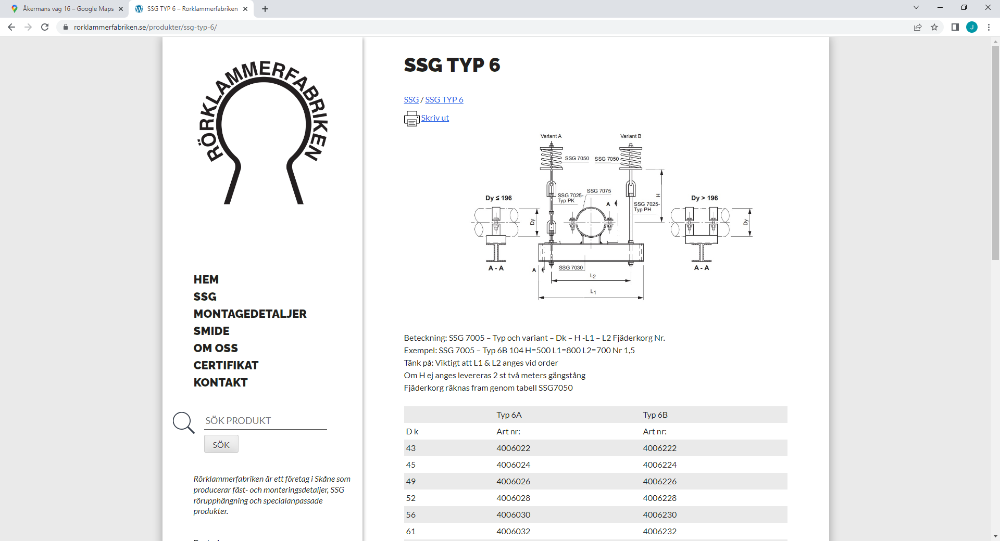 Åkermans väg 16 – Google Maps
SSG TYP 6 – Rörklammerfabriken
rorklammerfabriken.se/produkter/ssg-typ-6/
J
RÖRKLAMMERFABRIKEN
HEM
SSG
MONTAGEDETALJER
SMIDE
OM OSS
CERTIFIKAT
KONTAKT
SÖK PRODUKT
SÖK
Rörklammerfabriken är ett företag i Skåne som
producerar fäst- och monteringsdetaljer, SSG
rörupphängning och specialanpassade
produkter.
SSG TYP 6
SSG / SSG TYP 6
Skriv ut
Variant A
Variant B
SSG 7050
SSG 7050
SSG 7075
SSG 7025-
Typ PK
A
H
SSG 7025-
Typ PH
Dy ≤ 196
Dy > 196
Dy
Dy
A - A
A
SSG 7030
A - A
L2
L1
Beteckning: SSG 7005 – Typ och variant – Dk – H -L1 – L2 Fjäderkorg Nr.
Exempel: SSG 7005 – Typ 6B 104 H=500 L1=800 L2=700 Nr 1,5
Tänk på: Viktigt att L1 & L2 anges vid order
Om H ej anges levereras 2 st två meters gängstång
Fjäderkorg räknas fram genom tabell SSG7050
Typ 6A Typ 6B
D k Art nr: Art nr:
43 4006022 4006222
45 4006024 4006224
49 4006026 4006226
52 4006028 4006228
56 4006030 4006230
61 4006032 4006232